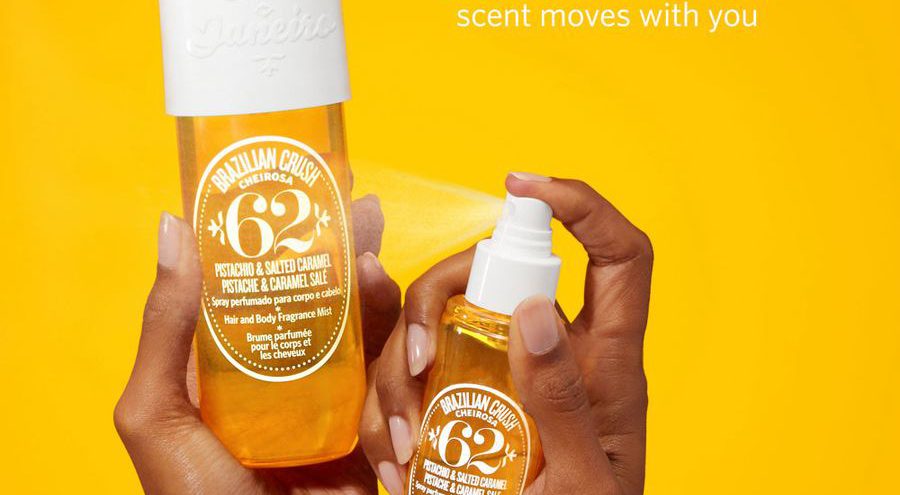 scent moves with you
Janeiro
BRAZILIAN CRUSH
CHEIROSA
62
PISTACHIO & SALTED CARAMEL
PISTACHE & CARAMEL SALÉ
Spray perfumado para corpo e cabelo
Hair and Body Fragrance Mist
Brume parfumée
pour le corps et
les cheveux
BRAZILIAN CRUSH
CHEIROSA
62
PISTACHIO & SALTED CARAMEL
PISTACHE & CARAMEL SALÉ